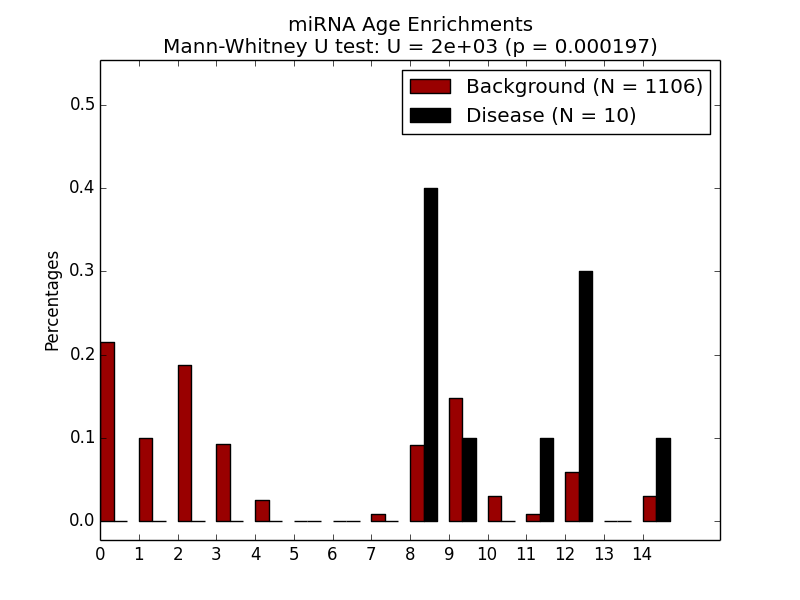 miRNA Age Enrichments
Mann-Whitney U test: U = 2e+03 (p = 0.000197)
Background (N = 1106)
Disease (N = 10)
Percentages
0.5
0.4
0.3
0.2
0.1
0.0
0 1 2 3 4 5 6 7 8 9 10 11 12 13 14